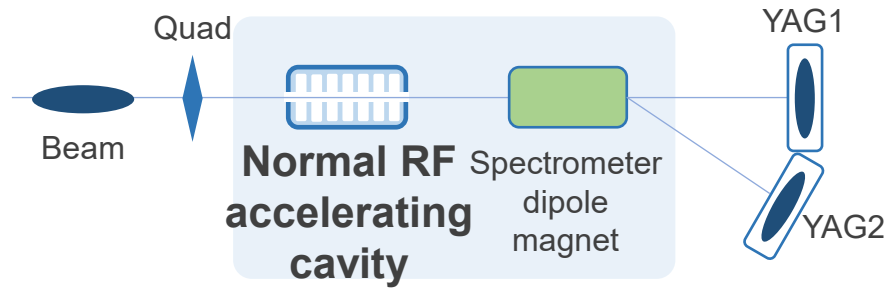 Quad
YAG1
Beam
Normal RF
accelerating
cavity
Spectrometer
dipole
magnet
YAG2